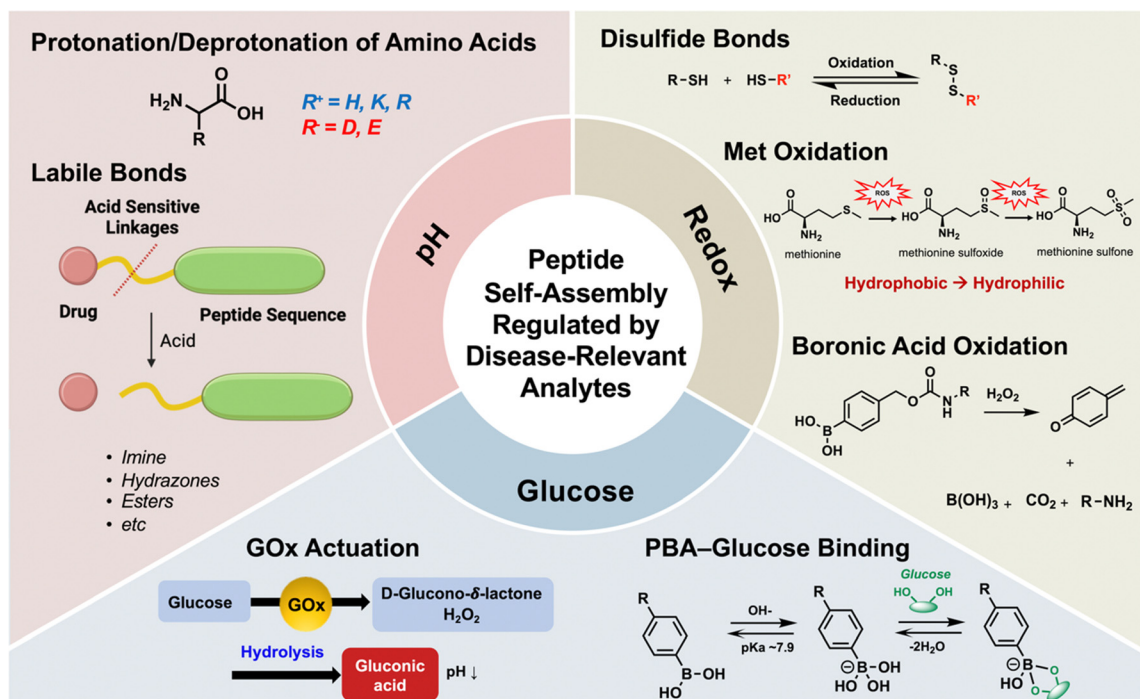 Protonation/Deprotonation of Amino Acids
O
H₂N
OH
R
R⁺ = H, K, R
R⁻ = D, E
Labile Bonds
Acid Sensitive
Linkages
Drug
Peptide Sequence
Acid
• Imine
• Hydrazones
• Esters
• etc
pH
Redox
Glucose
Peptide
Self-Assembly
Regulated by
Disease-Relevant
Analytes
Disulfide Bonds
R–SH + HS–R'
Oxidation
Reduction
R
S
S
R'
Met Oxidation
ROS
ROS
O
HO
S
NH₂
methionine
O
O
HO
S
NH₂
methionine sulfoxide
O
O
HO
S
O
NH₂
methionine sulfone
Hydrophobic → Hydrophilic
Boronic Acid Oxidation
O
O
N
H
R
HO
B
OH
H₂O₂
O
+
B(OH)₃ + CO₂ + R–NH₂
GOx Actuation
Glucose
GOx
D-Glucono-δ-lactone
H₂O₂
Hydrolysis
Gluconic
acid
pH ↓
PBA–Glucose Binding
R
B
OH
HO
OH-
pKa ~7.9
R
⊖
B
OH
OH
HO
Glucose
HO
OH
-2H₂O
R
⊖
B
O
HO
O